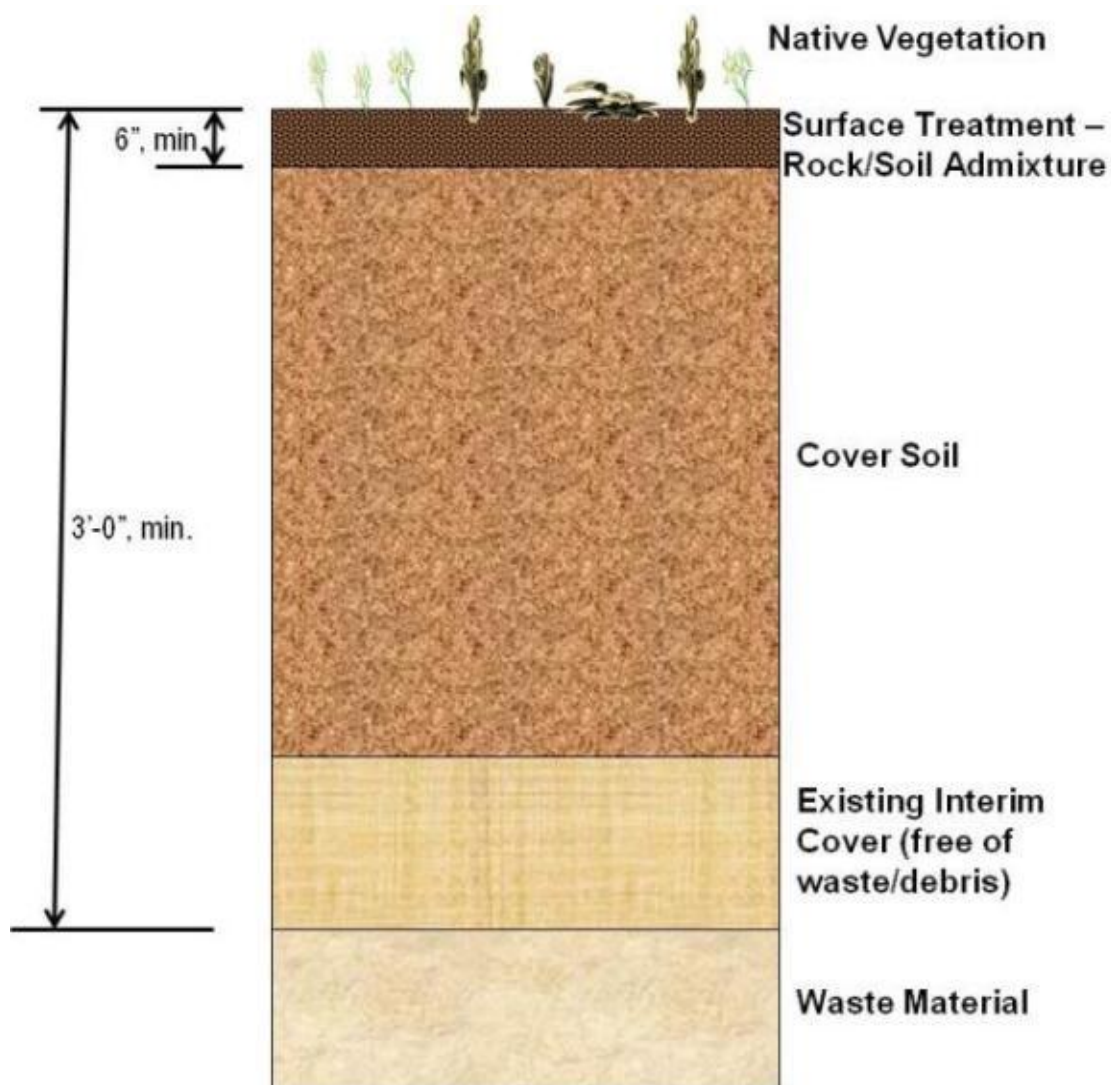 Native Vegetation
6”, min
Surface Treatment –
Rock/Soil Admixture
Cover Soil
3’-0”, min.
Existing Interim
Cover (free of
waste/debris)
Waste Material